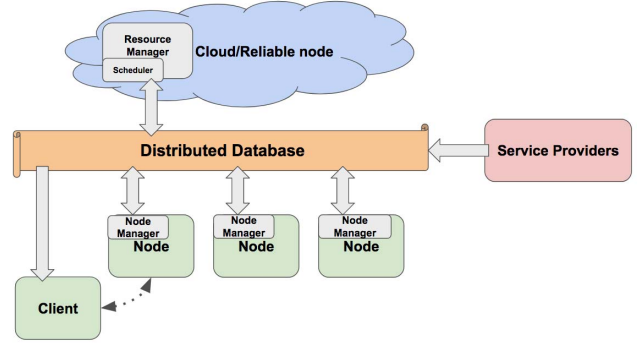 Resource
Manager
Cloud/Reliable node
Scheduler
Distributed Database
Service Providers
Node
Manager
Node
Node
Manager
Node
Node
Manager
Node
Client